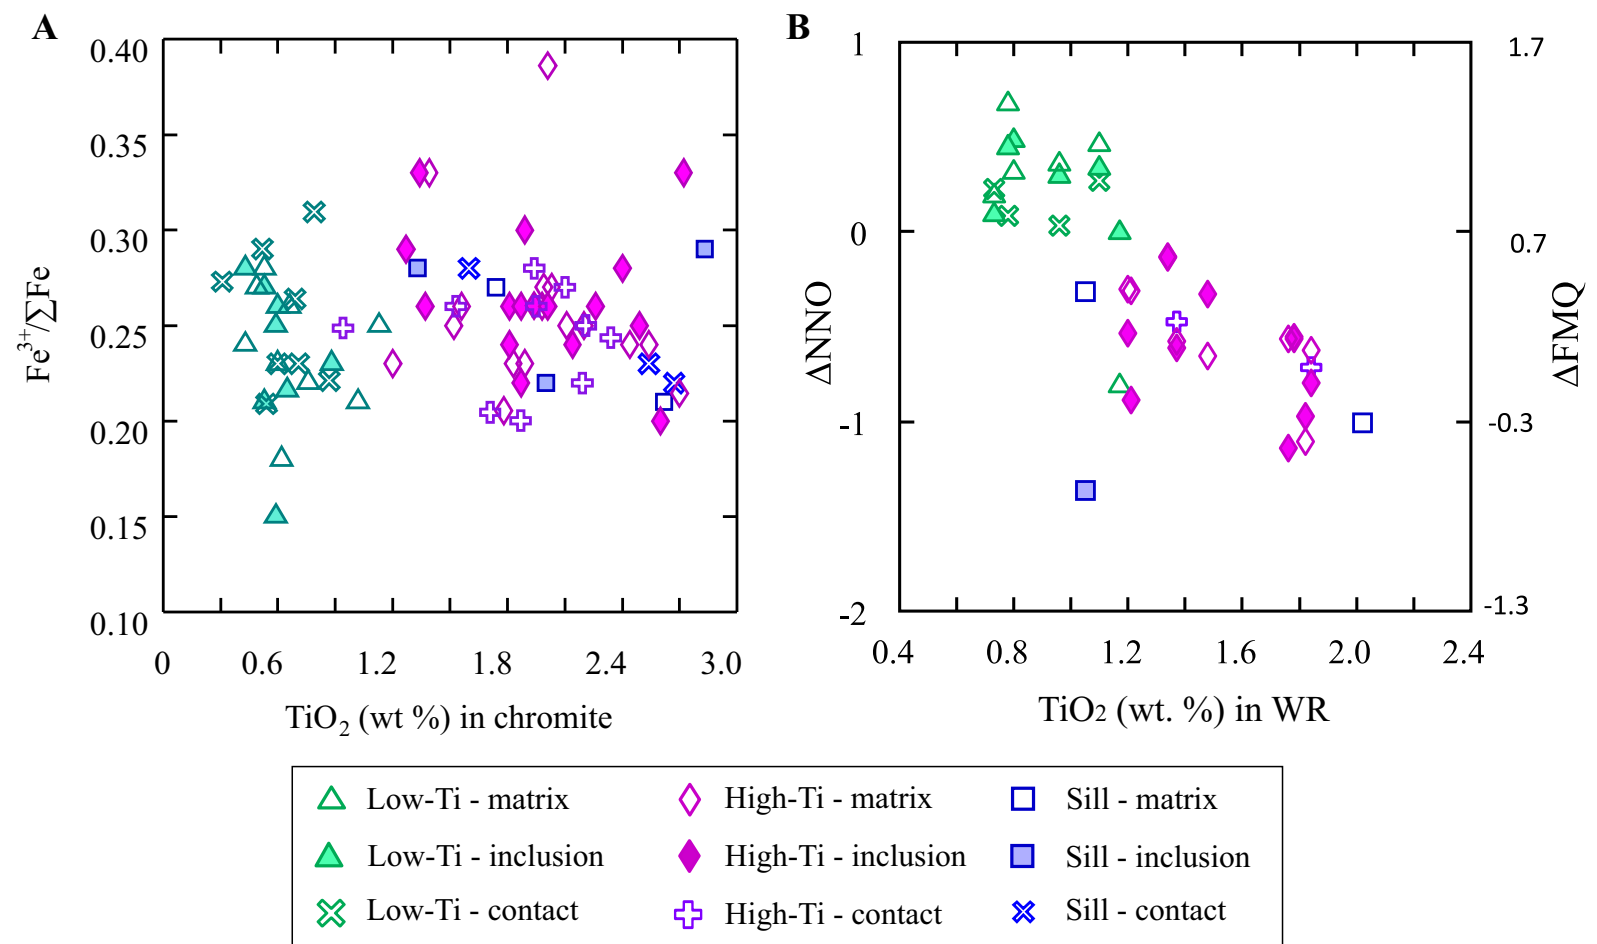 A
B
0.40
0.35
0.30
0.25
0.20
0.15
0.10
Fe³⁺/∑Fe
0 0.6 1.2 1.8 2.4 3.0
TiO₂ (wt %) in chromite
1
0
-1
-2
ΔNNO
1.7
0.7
-0.3
-1.3
ΔFMQ
0.4 0.8 1.2 1.6 2.0 2.4
TiO₂ (wt. %) in WR
Low-Ti - matrix High-Ti - matrix Sill - matrix
Low-Ti - inclusion High-Ti - inclusion Sill - inclusion
Low-Ti - contact High-Ti - contact Sill - contact